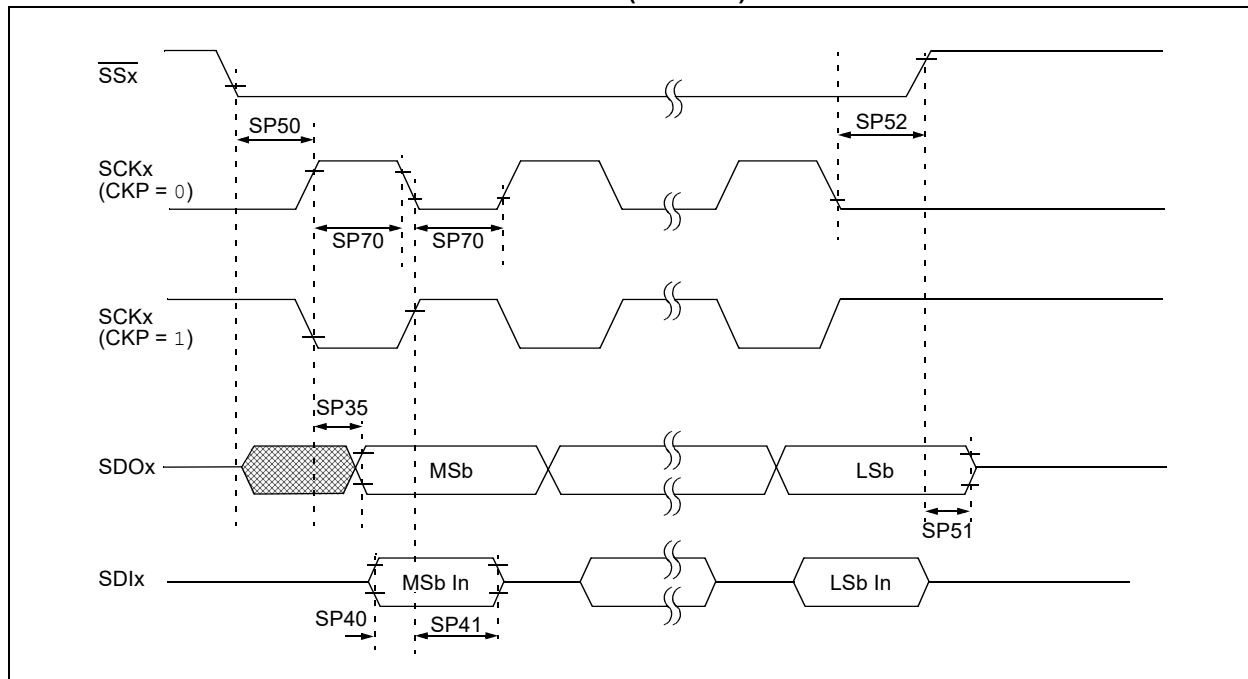 SSx
SP50
SP52
SCKx
(CKP = 0)
SP70
SP70
SCKx
(CKP = 1)
SP35
SDOx
MSb
LSb
SP51
SDIx
MSb In
LSb In
SP40
SP41